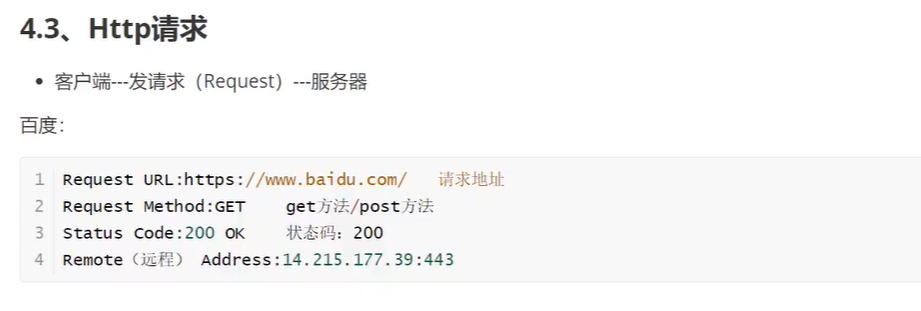 4.3、Http请求
• 客户端---发请求（Request）---服务器
百度：
1 Request URL:https://www.baidu.com/   请求地址
2 Request Method:GET    get方法/post方法
3 Status Code:200 OK    状态码：200
4 Remote（远程） Address:14.215.177.39:443